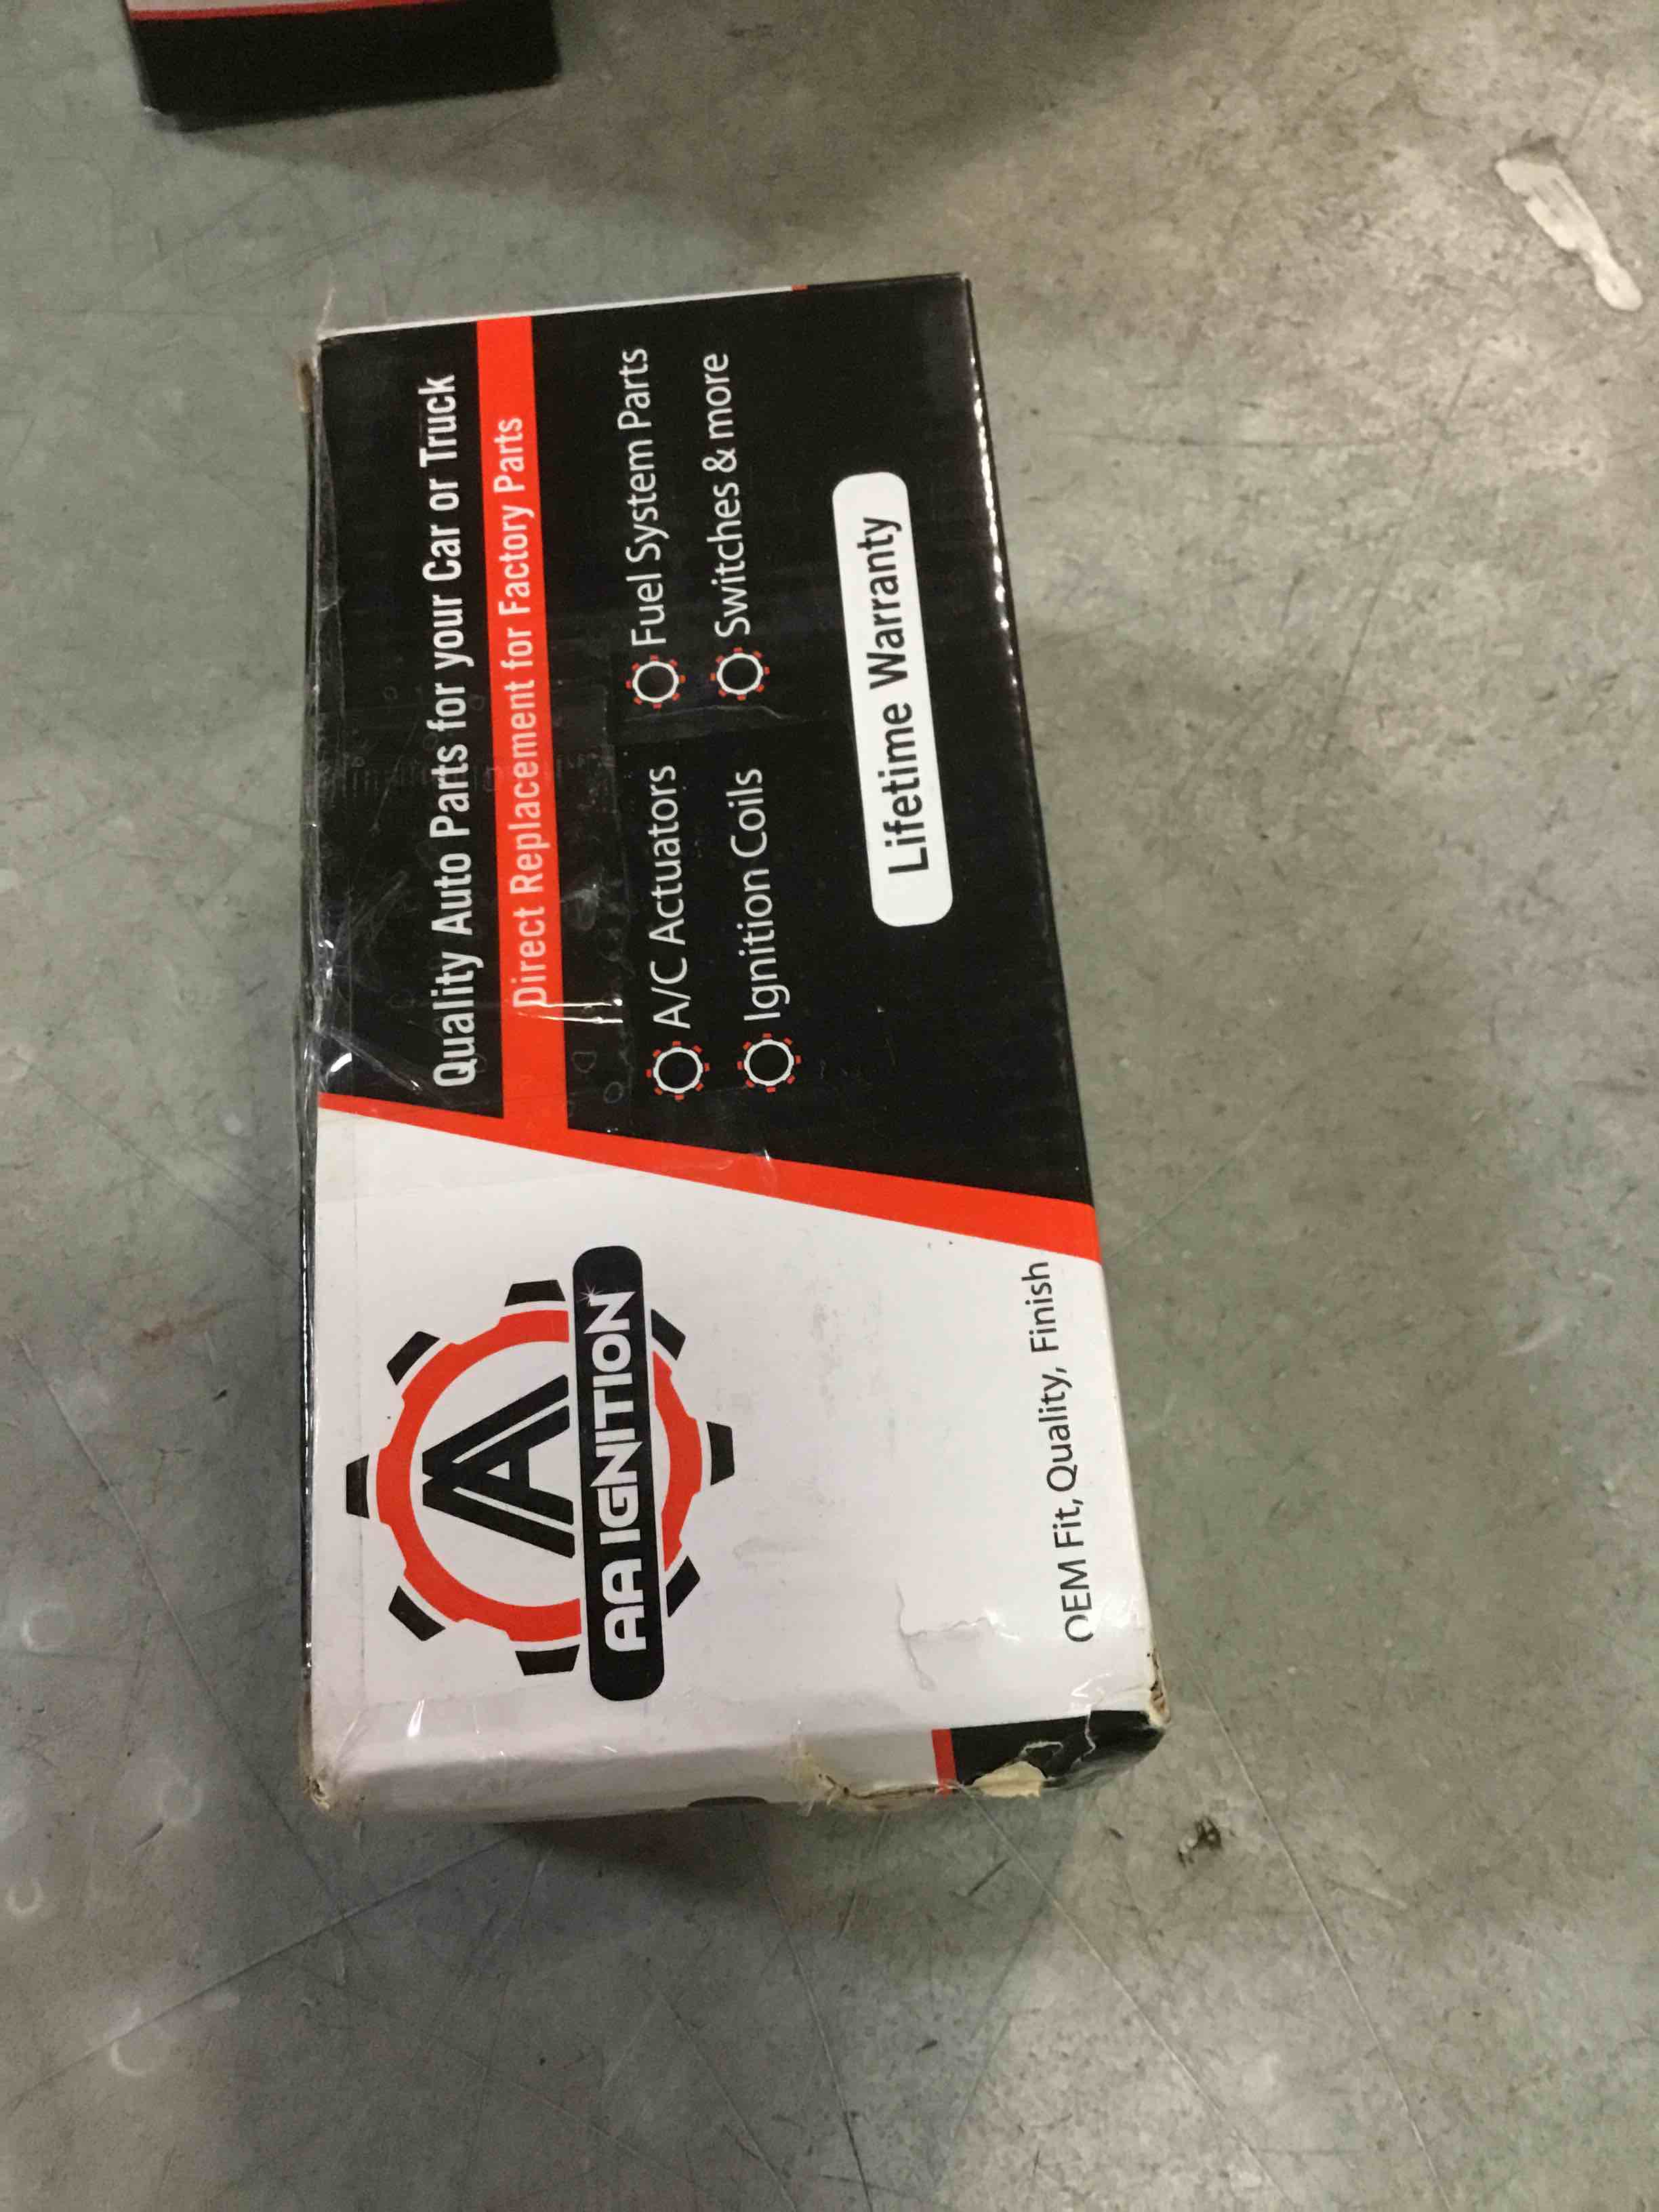 AA IGNITION
OEM Fit, Quality, Finish
Quality Auto Parts for your Car or Truck
Direct Replacement for Factory Parts
A/C Actuators
Fuel System Parts
Ignition Coils
Switches & more
Lifetime Warranty